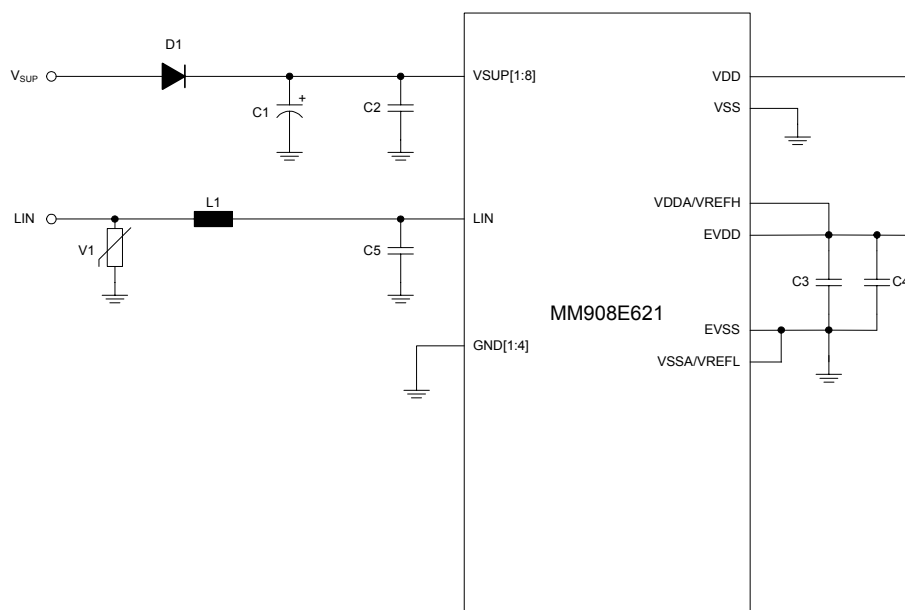 D1
VSUP
VSUP[1:8]
VDD
C1
+
C2
VSS
L1
VDDA/VREFH
LIN
LIN
EVDD
V1
C5
C3
C4
MM908E621
EVSS
GND[1:4]
VSSA/VREFL